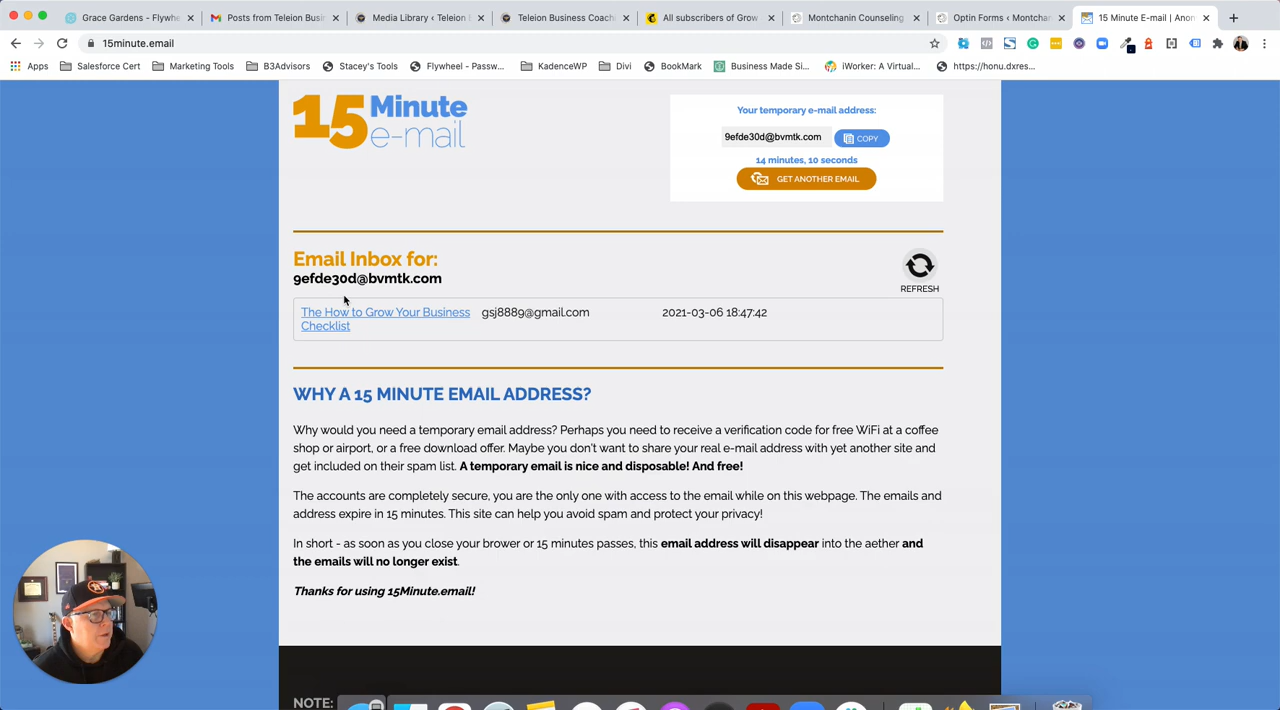 Grace Gardens - Flywhe
Posts from Teleion Busin
Media Library ‹ Teleion B
Teleion Business Coachi
All subscribers of Grow
Montchanin Counseling
Optin Forms ‹ Montchan
15 Minute E-mail | Anon
15minute.email
Apps
Salesforce Cert
Marketing Tools
B3Advisors
Stacey's Tools
Flywheel - Passw...
KadenceWP
Divi
BookMark
Business Made Si...
iWorker: A Virtual...
https://honu.dxres...
15 Minute
e-mail
Your temporary e-mail address:
9efde30d@bvmtk.com
COPY
14 minutes, 10 seconds
GET ANOTHER EMAIL
Email Inbox for:
9efde30d@bvmtk.com
REFRESH
The How to Grow Your Business gsj8889@gmail.com 2021-03-06 18:47:42
Checklist
WHY A 15 MINUTE EMAIL ADDRESS?
Why would you need a temporary email address? Perhaps you need to receive a verification code for free WiFi at a coffee
shop or airport, or a free download offer. Maybe you don't want to share your real e-mail address with yet another site and
get included on their spam list. A temporary email is nice and disposable! And free!
The accounts are completely secure, you are the only one with access to the email while on this webpage. The emails and
address expire in 15 minutes. This site can help you avoid spam and protect your privacy!
In short - as soon as you close your brower or 15 minutes passes, this email address will disappear into the aether and
the emails will no longer exist.
Thanks for using 15Minute.email!
NOTE: